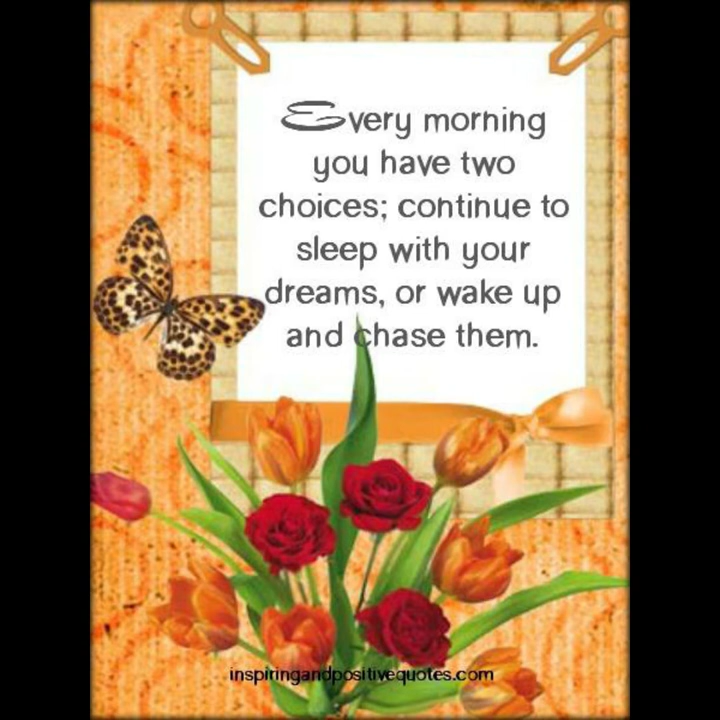 Every morning
you have two
choices; continue to
sleep with your
dreams, or wake up
and chase them.
inspiringandpositivequotes.com